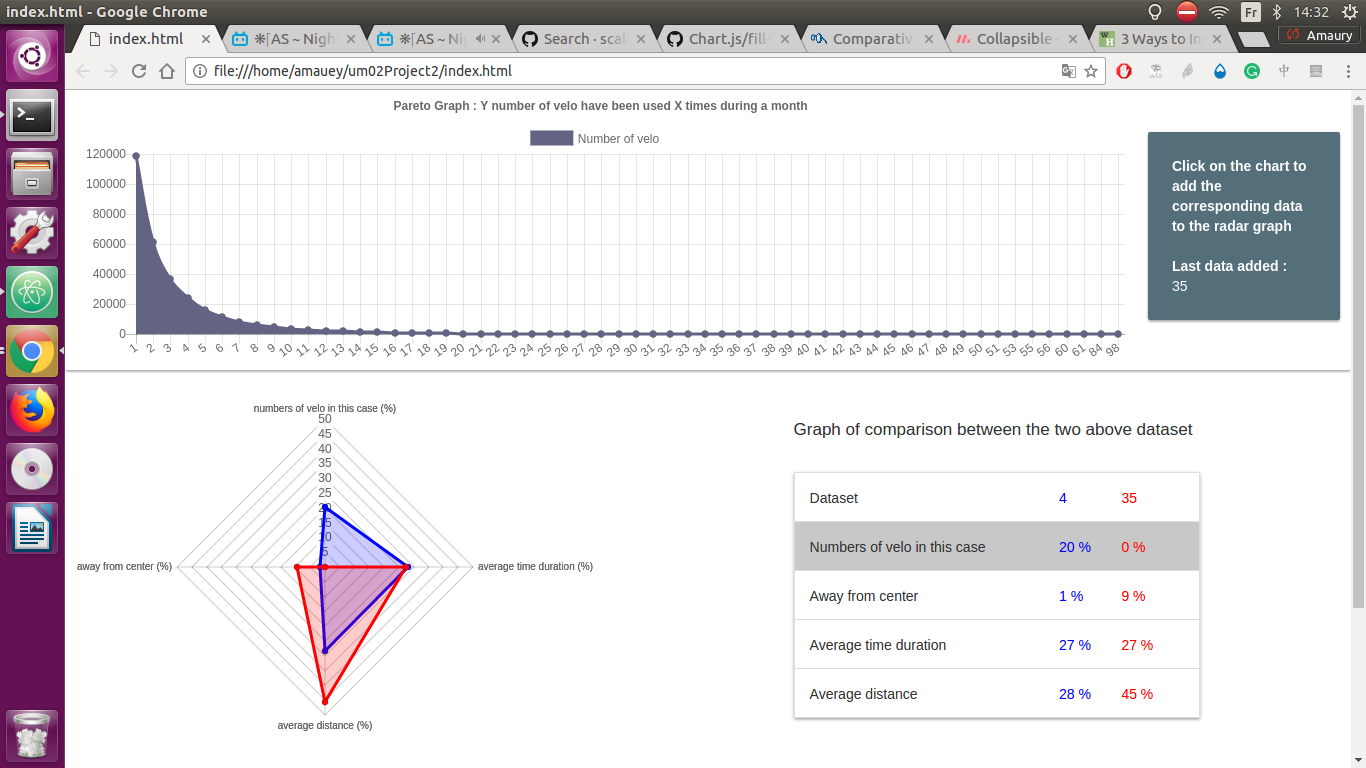 index.html - Google Chrome
Fr
14:32
index.html
[AS ~ Nigh
[AS ~ Ni
Search · scal
Chart.js/fill-
Comparativ
Collapsible
3 Ways to In
Amaury
file:///home/amauey/um02Project2/index.html
Pareto Graph : Y number of velo have been used X times during a month
Number of velo
120000
100000
80000
60000
40000
20000
0
1 2 3 4 5 6 7 8 9 10 11 12 13 14 15 16 17 18 19 20 21 22 23 24 25 26 27 28 29 30 31 32 33 34 35 36 37 38 39 40 41 42 43 44 45 46 47 48 49 50 51 53 55 56 60 61 84 98
Click on the chart to
add the
corresponding data
to the radar graph
Last data added :
35
numbers of velo in this case (%)
50
45
40
35
30
25
20
15
10
5
away from center (%)
average time duration (%)
average distance (%)
Graph of comparison between the two above dataset
Dataset 4 35
Numbers of velo in this case 20 % 0 %
Away from center 1 % 9 %
Average time duration 27 % 27 %
Average distance 28 % 45 %